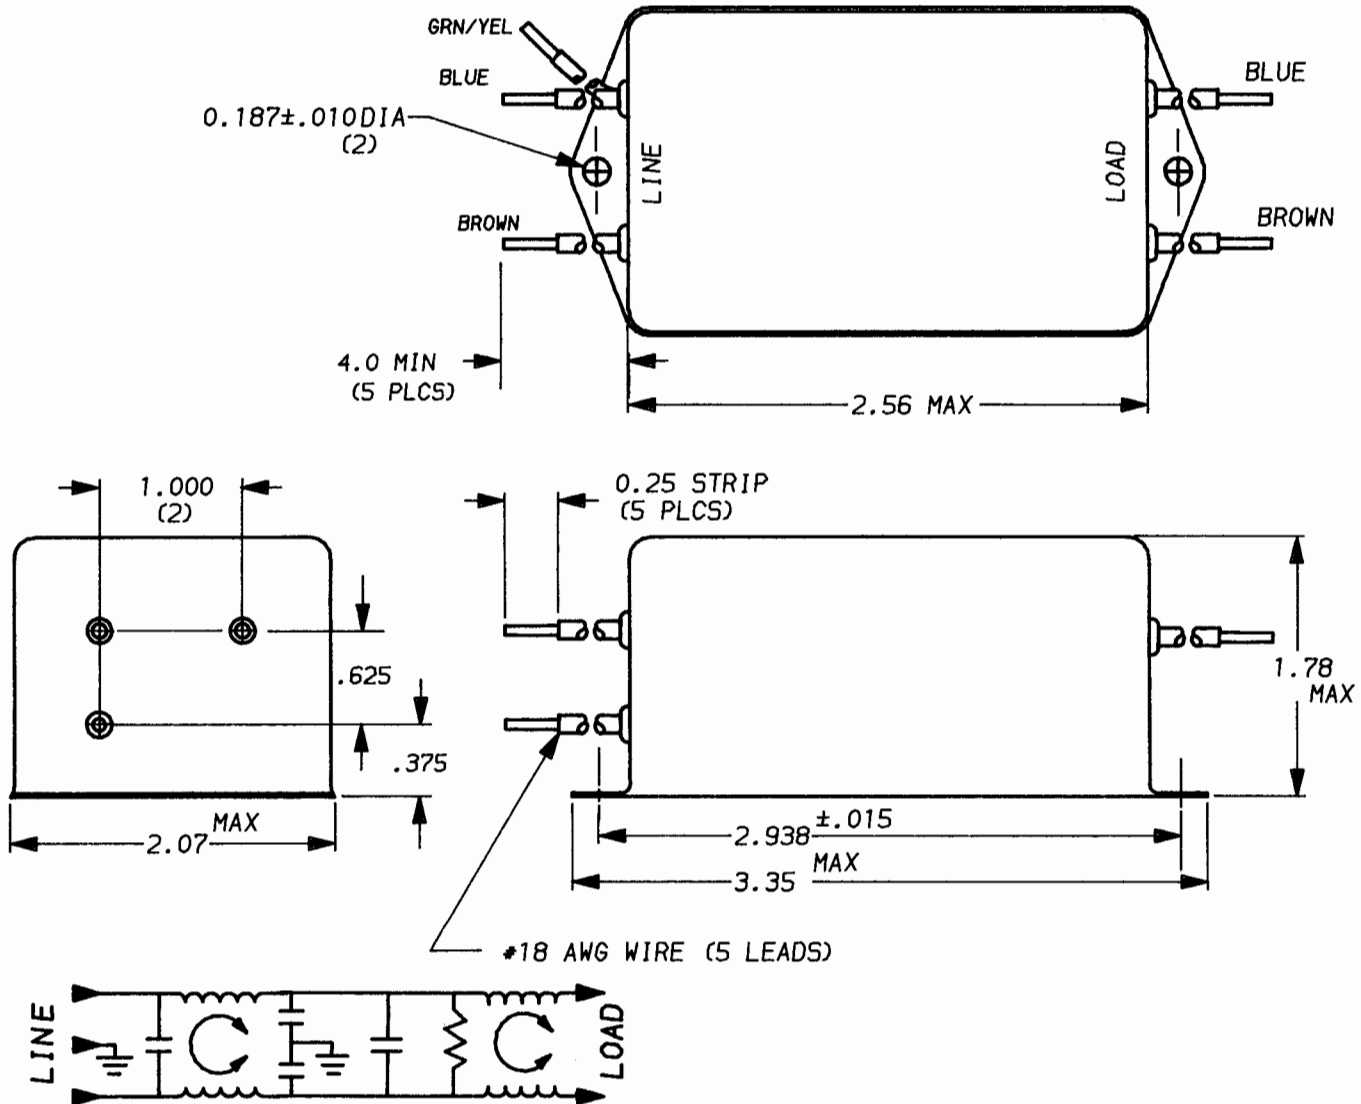 GRN/YEL
BLUE
BLUE
0.187±.010DIA
(2)
LINE
LOAD
BROWN
BROWN
4.0 MIN
(5 PLCS)
2.56 MAX
1.000
(2)
0.25 STRIP
(5 PLCS)
.625
1.78
MAX
.375
MAX
2.07
±.015
2.938
MAX
3.35
#18 AWG WIRE (5 LEADS)
LINE
LOAD